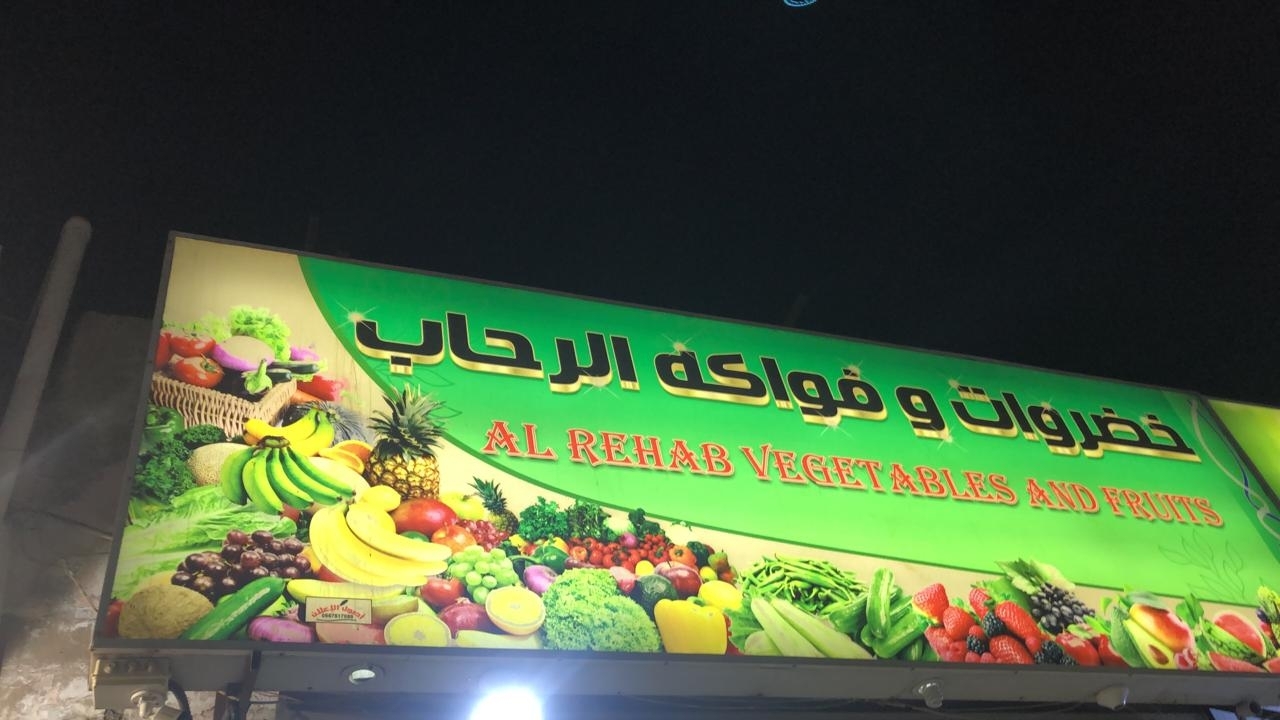 خضروات و فواكه الرحاب
AL REHAB VEGETABLES AND FRUITS